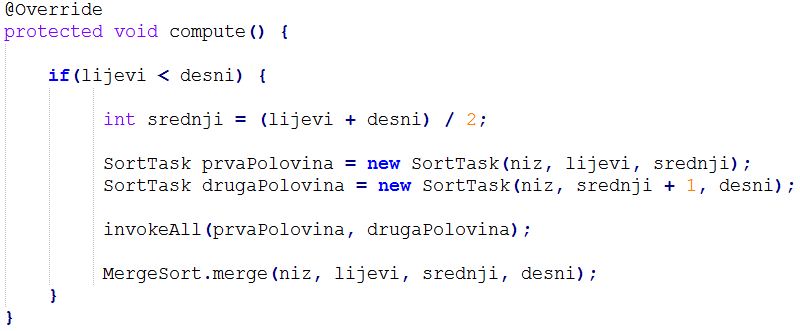 @Override
protected void compute() {
if(lijevi < desni) {
int srednji = (lijevi + desni) / 2;
SortTask prvaPolovina = new SortTask(niz, lijevi, srednji);
SortTask drugaPolovina = new SortTask(niz, srednji + 1, desni);
invokeAll(prvaPolovina, drugaPolovina);
MergeSort.merge(niz, lijevi, srednji, desni);
}
}